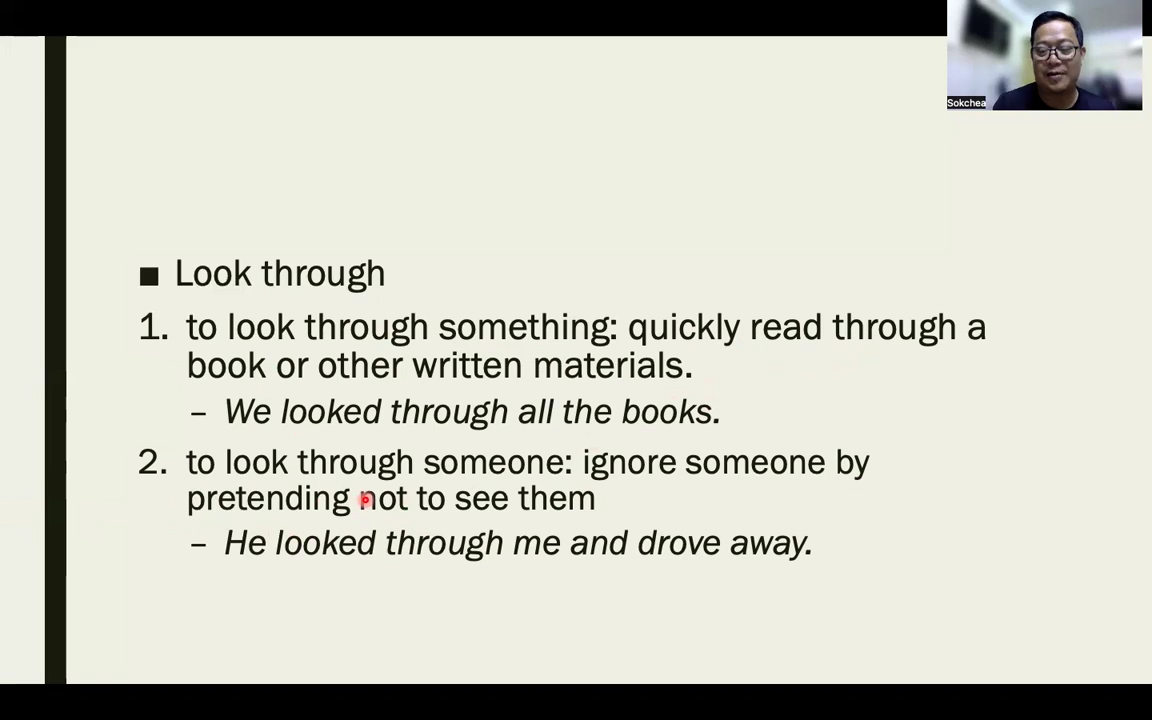 Sokchea
■ Look through
1. to look through something: quickly read through a
book or other written materials.
– We looked through all the books.
2. to look through someone: ignore someone by
pretending not to see them
– He looked through me and drove away.